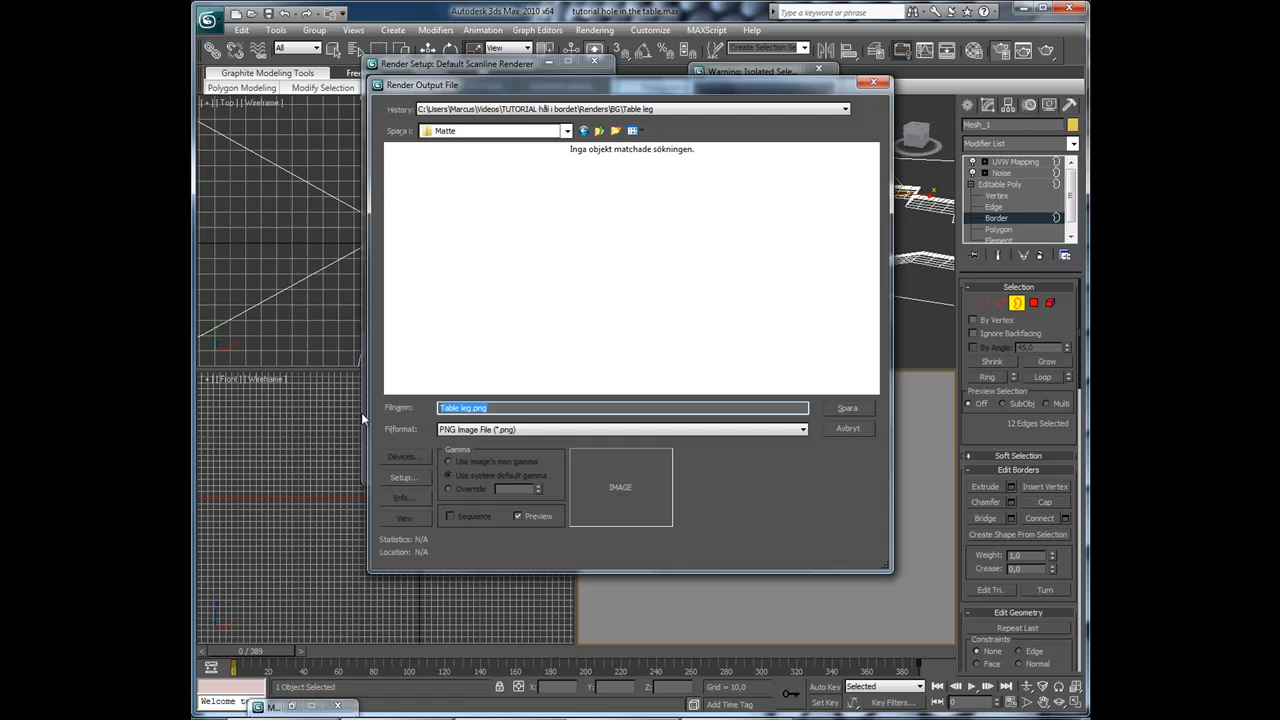 Autodesk 3ds Max 2010 x64
tutorial hole in the table.max
Type a keyword or phrase
Edit Tools Group Views Create Modifiers Animation Graph Editors Rendering Customize MAXScript Help
All
View
Create Selection Se
Graphite Modeling Tools
Polygon Modeling Modify Selection
Render Setup: Default Scanline Renderer
Warning: Isolated Sele...
[ + ] [ Top ] [ Wireframe ]
Render Output File
History: C:\Users\Marcus\Videos\TUTORIAL hål i bordet\Renders\BG\Table leg
Spara i: Matte
Inga objekt matchade sökningen.
Filnamn: Table leg.png
Spara
Filformat: PNG Image File (*.png)
Avbryt
Devices...
Setup...
Info...
View
Gamma
Use image's own gamma
Use system default gamma
Override
Sequence
Preview
IMAGE
Statistics: N/A
Location: N/A
[ + ] [ Front ] [ Wireframe ]
Mesh_1
Modifier List
UVW Mapping
Noise
Editable Poly
Vertex
Edge
Border
Polygon
Element
Selection
By Vertex
Ignore Backfacing
By Angle: 45,0
Shrink Grow
Ring Loop
Preview Selection
Off SubObj Multi
12 Edges Selected
Soft Selection
Edit Borders
Extrude Insert Vertex
Chamfer Cap
Bridge Connect
Create Shape From Selection
Weight: 1,0
Crease: 0,0
Edit Tri. Turn
Edit Geometry
Repeat Last
Constraints
None Edge
Face Normal
0 / 389
20 40 60 80 100 120 140 160 180 200 220 240 260 280 300 320 340 360 380
1 Object Selected
X: Y: Z:
Grid = 10,0
Auto Key Selected
Welcome to
M...
Add Time Tag
Set Key Key Filters...
0